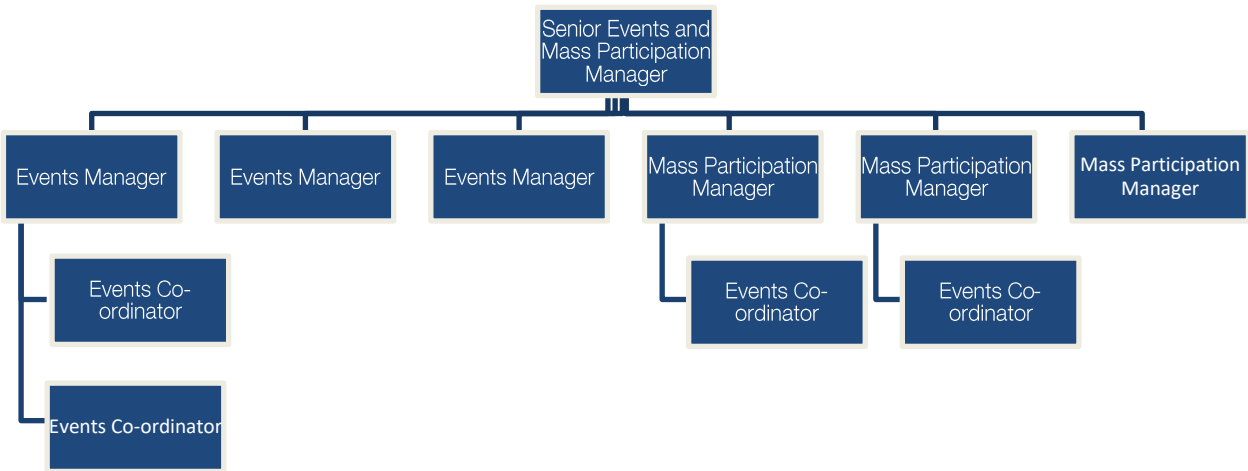 Senior Events and
Mass Participation
Manager
Events Manager
Events Manager
Events Manager
Mass Participation
Manager
Mass Participation
Manager
Mass Participation
Manager
Events Co-
ordinator
Events Co-
ordinator
Events Co-
ordinator
Events Co-ordinator